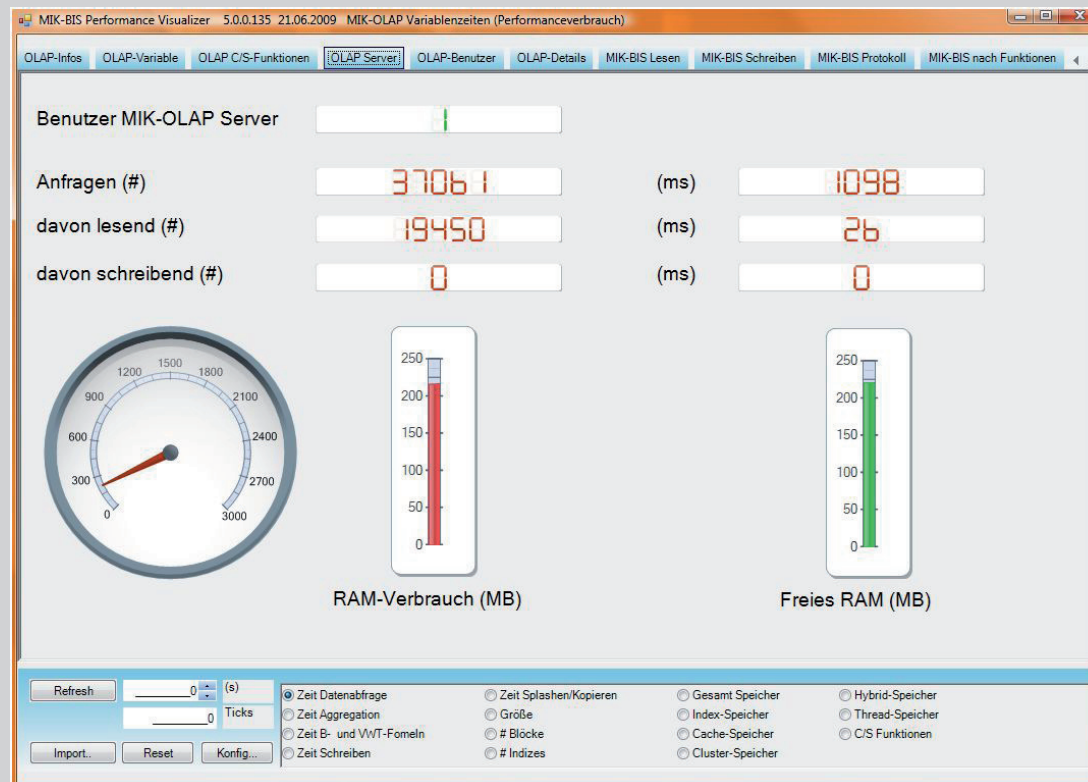 MIK-BIS Performance Visualizer 5.0.0.135 21.06.2009 MIK-OLAP Variablenzeiten (Performanceverbrauch)
OLAP-Infos OLAP-Variable OLAP C/S-Funktionen OLAP Server OLAP-Benutzer OLAP-Details MIK-BIS Lesen MIK-BIS Schreiben MIK-BIS Protokoll MIK-BIS nach Funktionen
Benutzer MIK-OLAP Server 1
Anfragen (#) 37061 (ms) 1098
davon lesend (#) 19450 (ms) 26
davon schreibend (#) 0 (ms) 0
0 300 600 900 1200 1500 1800 2100 2400 2700 3000
250
200
150
100
50
0
RAM-Verbrauch (MB)
250
200
150
100
50
0
Freies RAM (MB)
Refresh 0 (s)
0 Ticks
Import.. Reset Konfig...
Zeit Datenabfrage Zeit Splashen/Kopieren Gesamt Speicher Hybrid-Speicher
Zeit Aggregation Größe Index-Speicher Thread-Speicher
Zeit B- und VWT-Fomeln # Blöcke Cache-Speicher C/S Funktionen
Zeit Schreiben # Indizes Cluster-Speicher